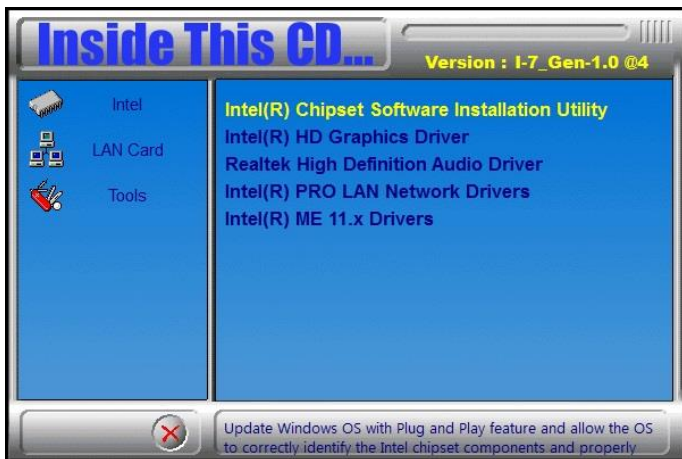 Inside This CD...
Version : I-7_Gen-1.0 @4
Intel
LAN Card
Tools
Intel(R) Chipset Software Installation Utility
Intel(R) HD Graphics Driver
Realtek High Definition Audio Driver
Intel(R) PRO LAN Network Drivers
Intel(R) ME 11.x Drivers
Update Windows OS with Plug and Play feature and allow the OS
to correctly identify the Intel chipset components and properly